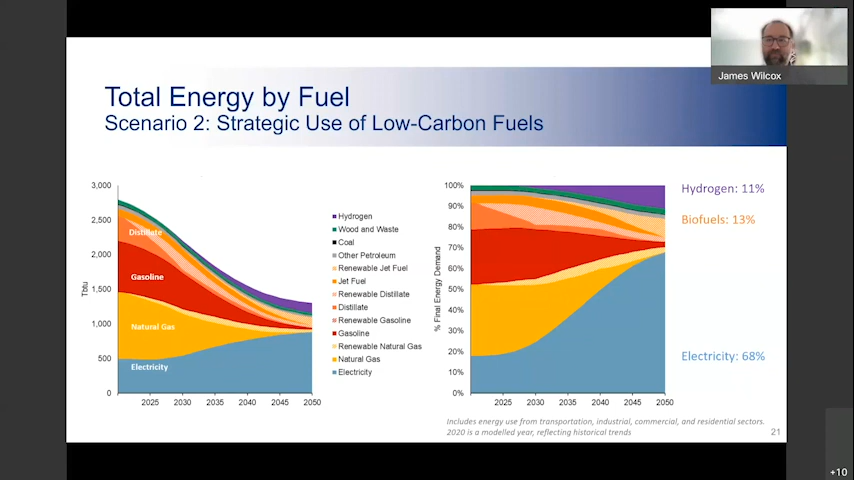 James Wilcox
Total Energy by Fuel
Scenario 2: Strategic Use of Low-Carbon Fuels
3,000
2,500
2,000
1,500
1,000
500
0
Tbtu
2025
2030
2035
2040
2045
2050
Distillate
Gasoline
Natural Gas
Electricity
Hydrogen
Wood and Waste
Coal
Other Petroleum
Renewable Jet Fuel
Jet Fuel
Renewable Distillate
Distillate
Renewable Gasoline
Gasoline
Renewable Natural Gas
Natural Gas
Electricity
100%
90%
80%
70%
60%
50%
40%
30%
20%
10%
0%
% Final Energy Demand
2025
2030
2035
2040
2045
2050
Hydrogen: 11%
Biofuels: 13%
Electricity: 68%
Includes energy use from transportation, industrial, commercial, and residential sectors.
2020 is a modelled year, reflecting historical trends
21
+10